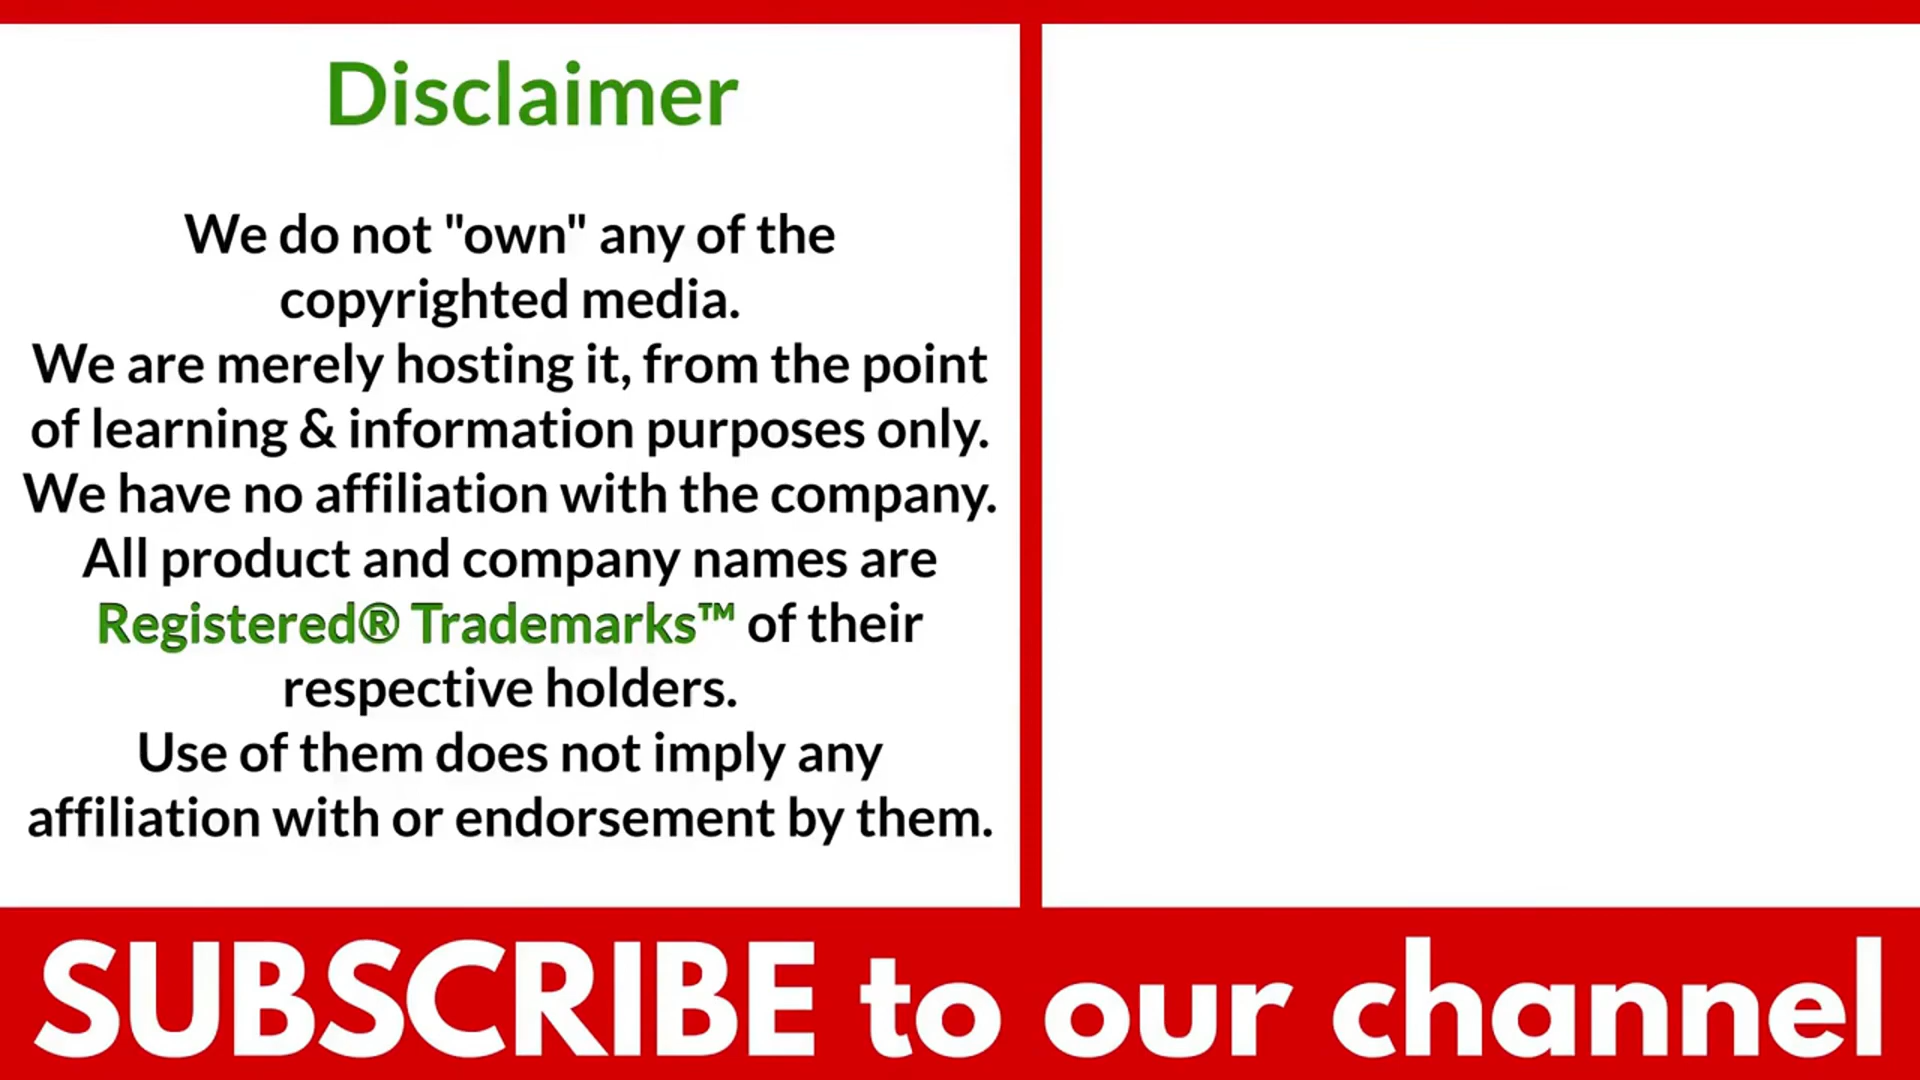 Disclaimer
We do not "own" any of the
copyrighted media.
We are merely hosting it, from the point
of learning & information purposes only.
We have no affiliation with the company.
All product and company names are
Registered® Trademarks™ of their
respective holders.
Use of them does not imply any
affiliation with or endorsement by them.
SUBSCRIBE to our channel